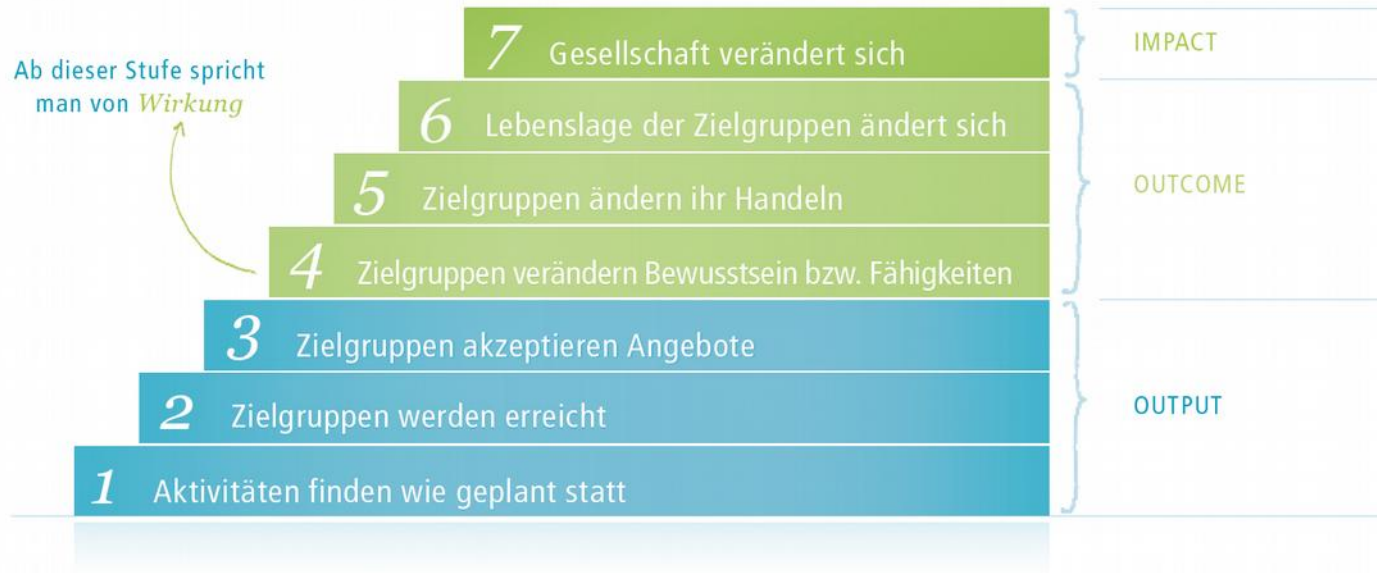 7 Gesellschaft verändert sich
IMPACT
Ab dieser Stufe spricht
man von Wirkung
6 Lebenslage der Zielgruppen ändert sich
5 Zielgruppen ändern ihr Handeln
OUTCOME
4 Zielgruppen verändern Bewusstsein bzw. Fähigkeiten
3 Zielgruppen akzeptieren Angebote
2 Zielgruppen werden erreicht
OUTPUT
1 Aktivitäten finden wie geplant statt